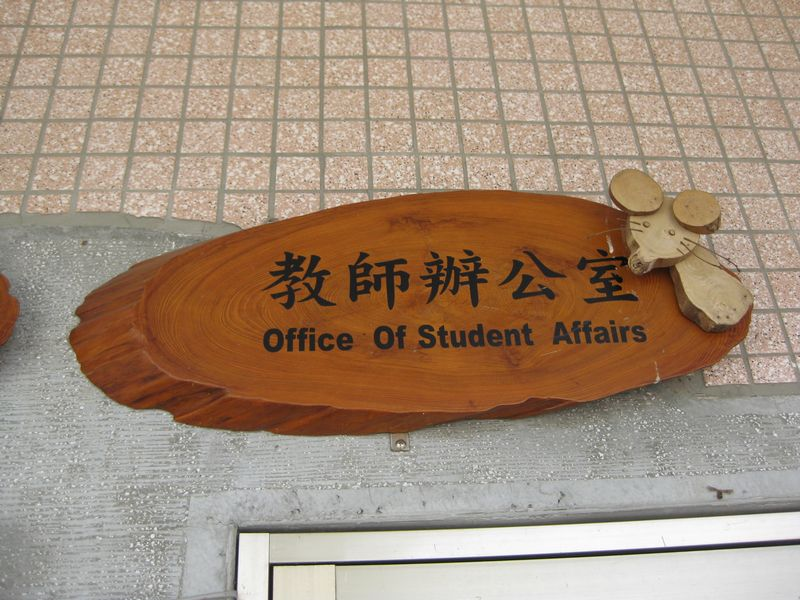 教師辦公室
Office Of Student Affairs